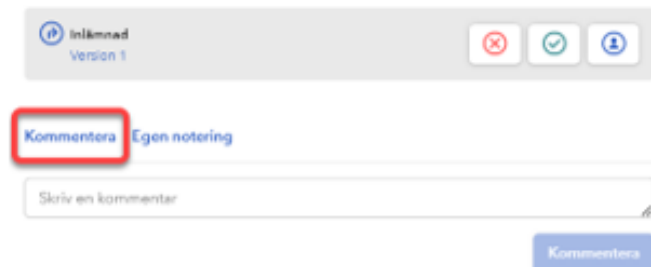 Inlämnad
Version 1
Kommentera Egen notering
Skriv en kommentar
Kommentera